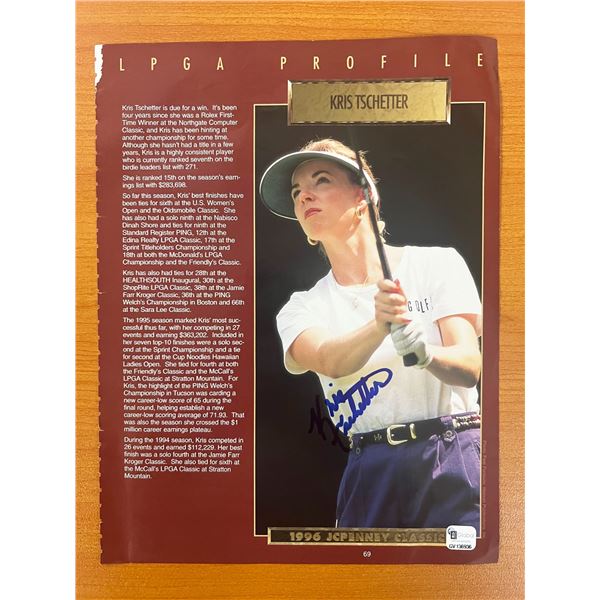 LPGA PROFILE
KRIS TSCHETTER
Kris Tschetter is due for a win. It's been
four years since she was a Rolex First-
Time Winner at the Northgate Computer
Classic, and Kris has been hinting at
another championship for some time.
Although she hasn't had a title in a few
years, Kris is a highly consistent player
who is currently ranked seventh on the
birdie leaders list with 271.
She is ranked 15th on the season's earn-
ings list with $283,698.
So far this season, Kris' best finishes have
been ties for sixth at the U.S. Women's
Open and the Oldsmobile Classic. She
has also had a solo ninth at the Nabisco
Dinah Shore and ties for ninth at the
Standard Register PING, 12th at the
Edina Realty LPGA Classic, 17th at the
Sprint Titleholders Championship and
18th at both the McDonald's LPGA
Championship and the Friendly's Classic.
Kris has also had ties for 28th at the
HEALTHSOUTH Inaugural, 30th at the
ShopRite LPGA Classic, 38th at the Jamie
Farr Kroger Classic, 36th at the PING
Welch's Championship in Boston and 66th
at the Sara Lee Classic.
The 1995 season marked Kris' most suc-
cessful thus far, with her competing in 27
events and earning $363,202. Included in
her seven top-10 finishes were a solo sec-
ond at the Sprint Championship and a tie
for second at the Cup Noodles Hawaiian
Ladies Open. She tied for fourth at both
the Friendly's Classic and the McCall's
LPGA Classic at Stratton Mountain. For
Kris, the highlight of the PING Welch's
Championship in Tucson was carding a
new career-low score of 65 during the
final round, helping establish a new
career-low scoring average of 71.93. That
was also the season she crossed the $1
million career earnings plateau.
During the 1994 season, Kris competed in
26 events and earned $112,229. Her best
finish was a solo fourth at the Jamie Farr
Kroger Classic. She also tied for sixth at
the McCall's LPGA Classic at Stratton
Mountain.
GOLF
Kris
Tschetter
1996 JCPENNEY CLASSIC
Global
GV 136936
69